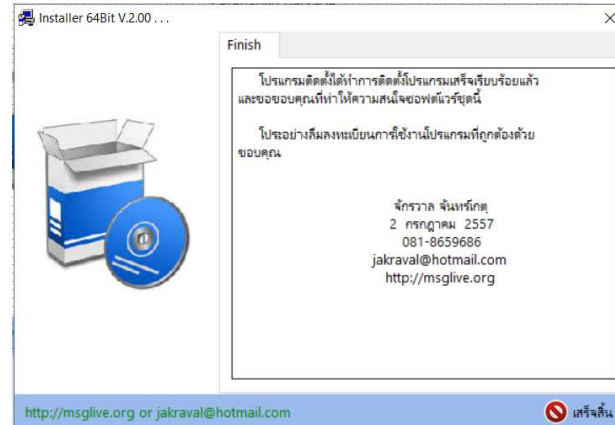 Installer 64Bit V.2.00 . . .
Finish
โปรแกรมติดตั้งได้ทำการติดตั้งโปรแกรมเสร็จเรียบร้อยแล้ว
และขอขอบคุณที่ท่าให้ความสนใจซอฟต์แวร์ชุดนี้
โประอย่างลืมลงทะเบียนการใช้งานโปรแกรมที่ถูกต้องด้วย
ขอบคุณ
จักรวาล จันทร์เกตุ
2 กรกฎาคม 2557
081-8659686
jakraval@hotmail.com
http://msglive.org
http://msglive.org or jakraval@hotmail.com
เสร็จสิ้น